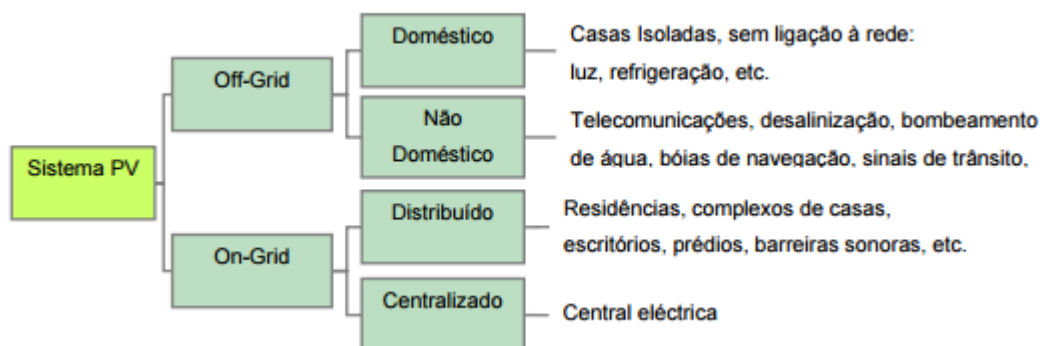 Sistema PV
Off-Grid
Doméstico
Casas Isoladas, sem ligação à rede:
luz, refrigeração, etc.
Não
Doméstico
Telecomunicações, desalinização, bombeamento
de água, bóias de navegação, sinais de trânsito,
On-Grid
Distribuído
Residências, complexos de casas,
escritórios, prédios, barreiras sonoras, etc.
Centralizado
Central eléctrica